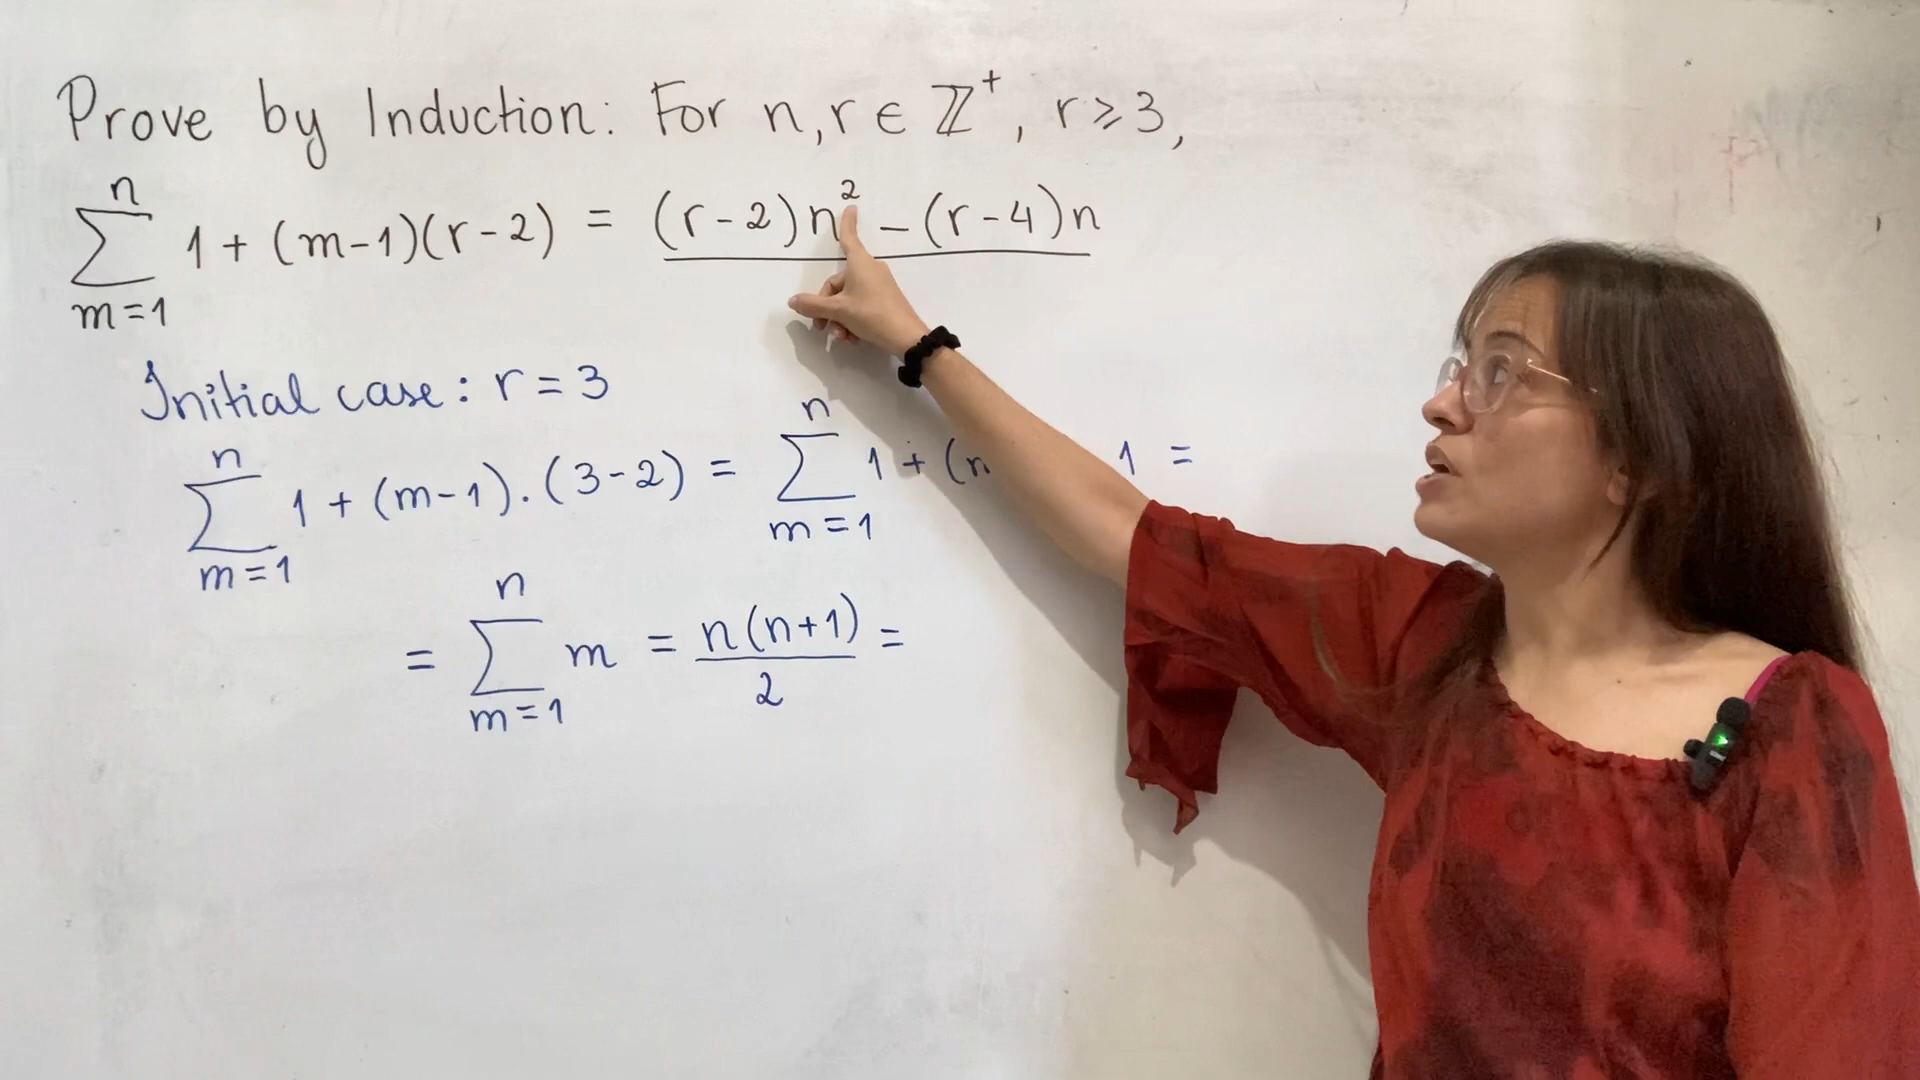 Prove by Induction: For n, r ∈ ℤ⁺, r ≥ 3,
n
∑ 1 + (m-1)(r-2) = (r-2)n² - (r-4)n
m=1
Initial case: r = 3
n n
∑ 1 + (m-1).(3-2) = ∑ 1 + ( 1 =
m=1 m=1
n
= ∑ m = n(n+1) =
m=1 2